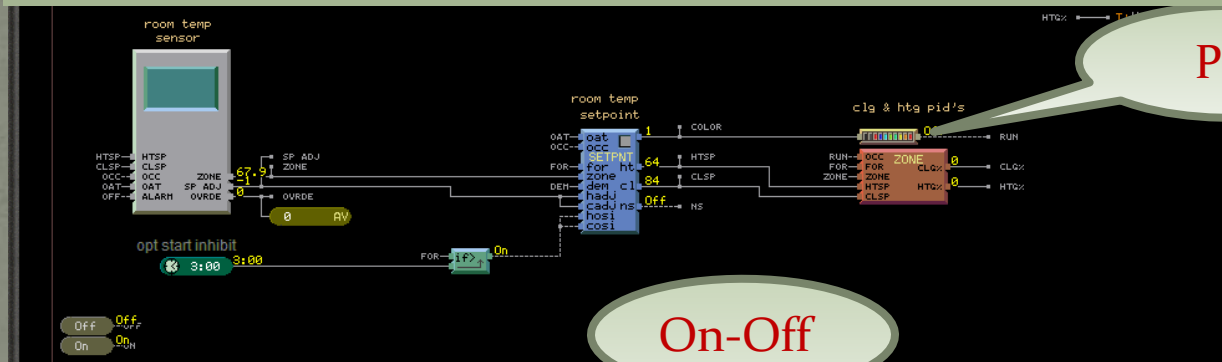 room temp
sensor
HTSP
CLSP
OCC
OAT
OFF
HTSP
CLSP
OCC
OAT
ALARM
ZONE
SP ADJ
OVRDE
67.9
-1
0
SP ADJ
ZONE
OVRDE
0 AV
opt start inhibit
3:00
3:00
FOR
if>
On
room temp
setpoint
OAT
OCC
FOR
DEM
oat
occ
SETPNT
for ht
zone
dem cl
hadj
cadj ns
hosi
cosi
1
64
84
Off
COLOR
HTSP
CLSP
NS
clg & htg pid's
RUN
RUN
FOR
ZONE
OCC
FOR
ZONE
HTSP
CLSP
ZONE
CLG%
HTG%
0
0
CLG%
HTG%
HTG%
P
On-Off
Off
Off
On
On